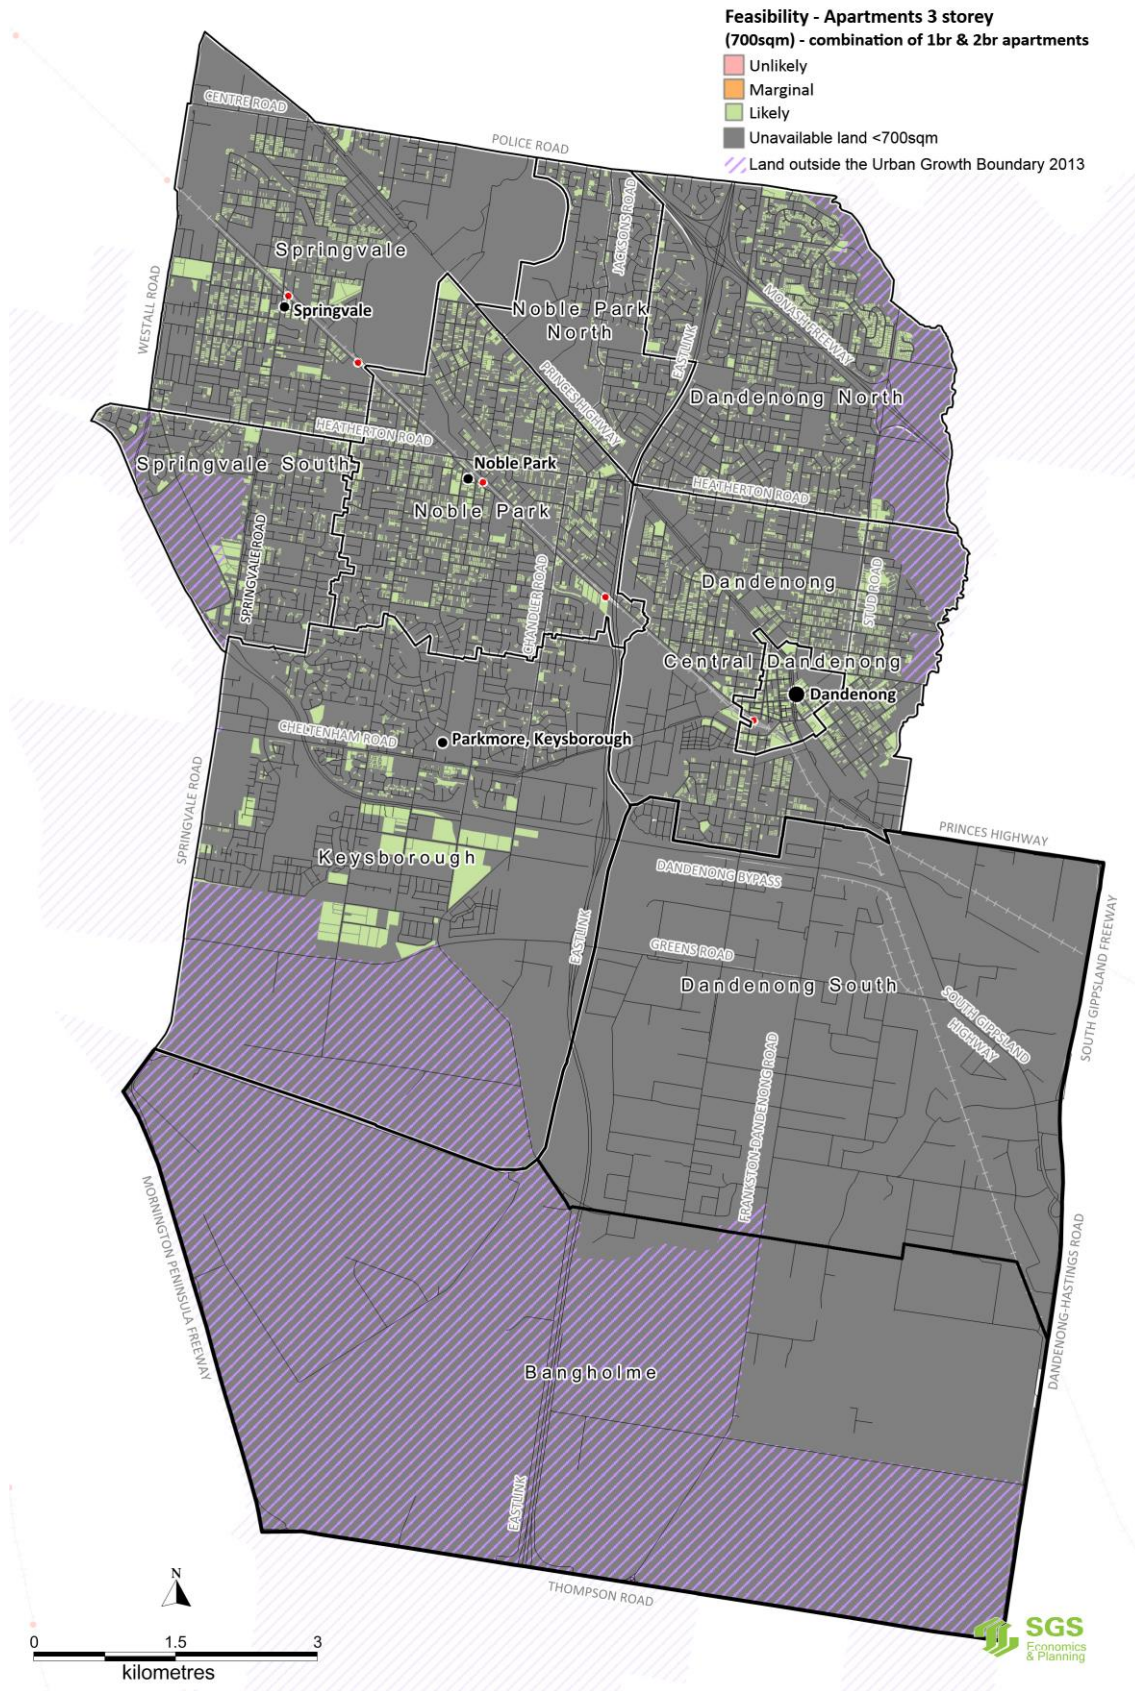 Feasibility - Apartments 3 storey
(700sqm) - combination of 1br & 2br apartments
Unlikely
Marginal
Likely
Unavailable land <700sqm
Land outside the Urban Growth Boundary 2013
CENTRE ROAD
POLICE ROAD
JACKSONS ROAD
Springvale
WESTALL ROAD
Springvale
Noble Park
North
MONASH FREEWAY
EASTLINK
PRINCES HIGHWAY
Dandenong North
HEATHERTON ROAD
Springvale South
Noble Park
HEATHERTON ROAD
Noble Park
SPRINGVALE ROAD
CHANDLER ROAD
Dandenong
STUD ROAD
Central Dandenong
Dandenong
CHELTENHAM ROAD
Parkmore, Keysborough
SPRINGVALE ROAD
PRINCES HIGHWAY
Keysborough
DANDENONG BYPASS
EASTLINK
GREENS ROAD
Dandenong South
SOUTH GIPPSLAND FREEWAY
SOUTH GIPPSLAND
HIGHWAY
FRANKSTON-DANDENONG ROAD
MORNINGTON PENINSULA FREEWAY
DANDENONG-HASTINGS ROAD
Bangholme
EASTLINK
THOMPSON ROAD
N
0 1.5 3
kilometres
SGS
Economics
& Planning